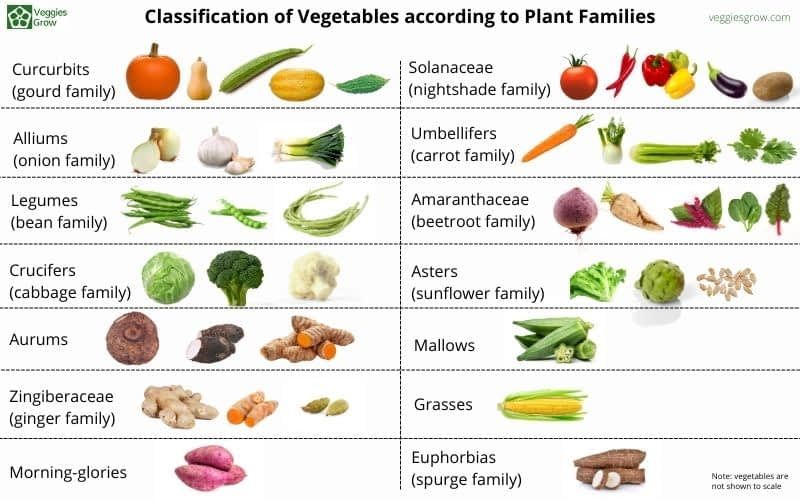 Veggies
Grow
Classification of Vegetables according to Plant Families
veggiesgrow.com
Curcurbits
(gourd family)
Solanaceae
(nightshade family)
Alliums
(onion family)
Umbellifers
(carrot family)
Legumes
(bean family)
Amaranthaceae
(beetroot family)
Crucifers
(cabbage family)
Asters
(sunflower family)
Aurums
Mallows
Zingiberaceae
(ginger family)
Grasses
Morning-glories
Euphorbias
(spurge family)
Note: vegetables are
not shown to scale